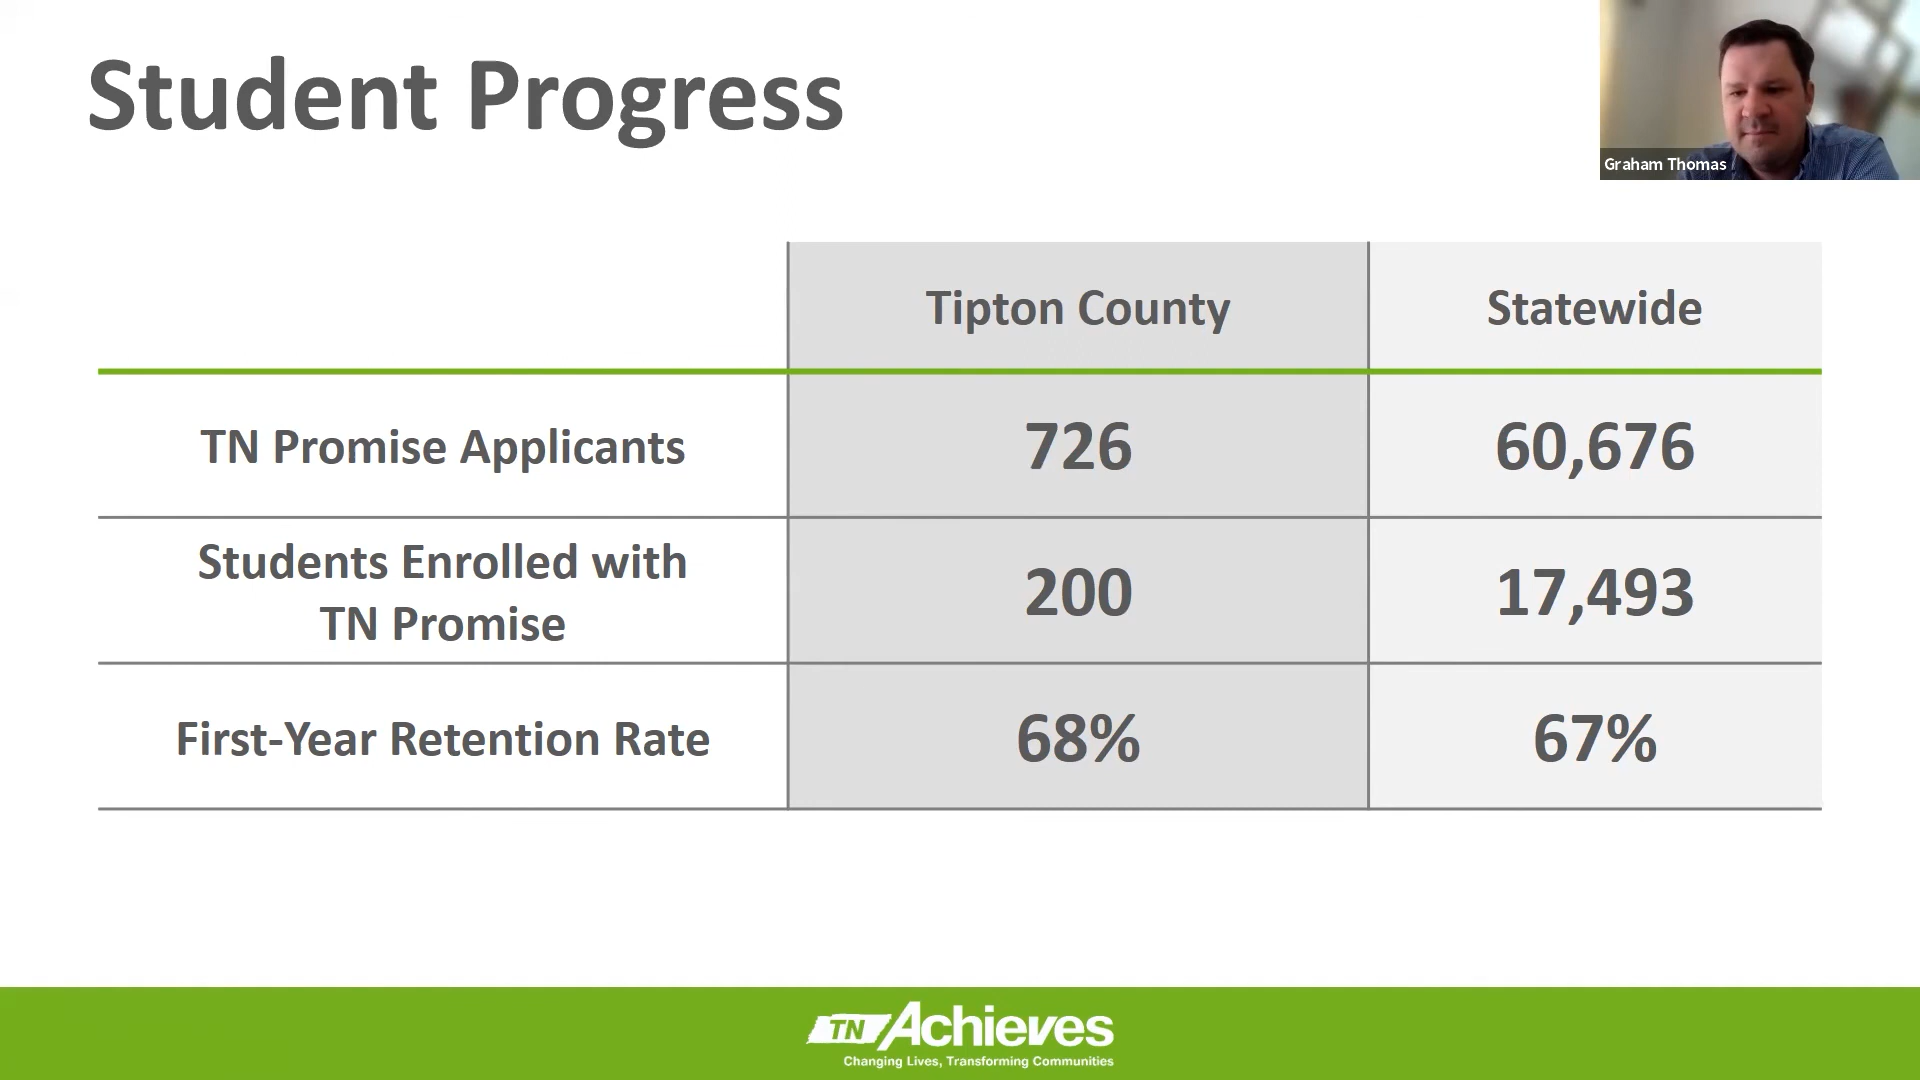 Student Progress
Graham Thomas
Tipton County
Statewide
TN Promise Applicants
726
60,676
Students Enrolled with
TN Promise
200
17,493
First-Year Retention Rate
68%
67%
TN Achieves
Changing Lives, Transforming Communities